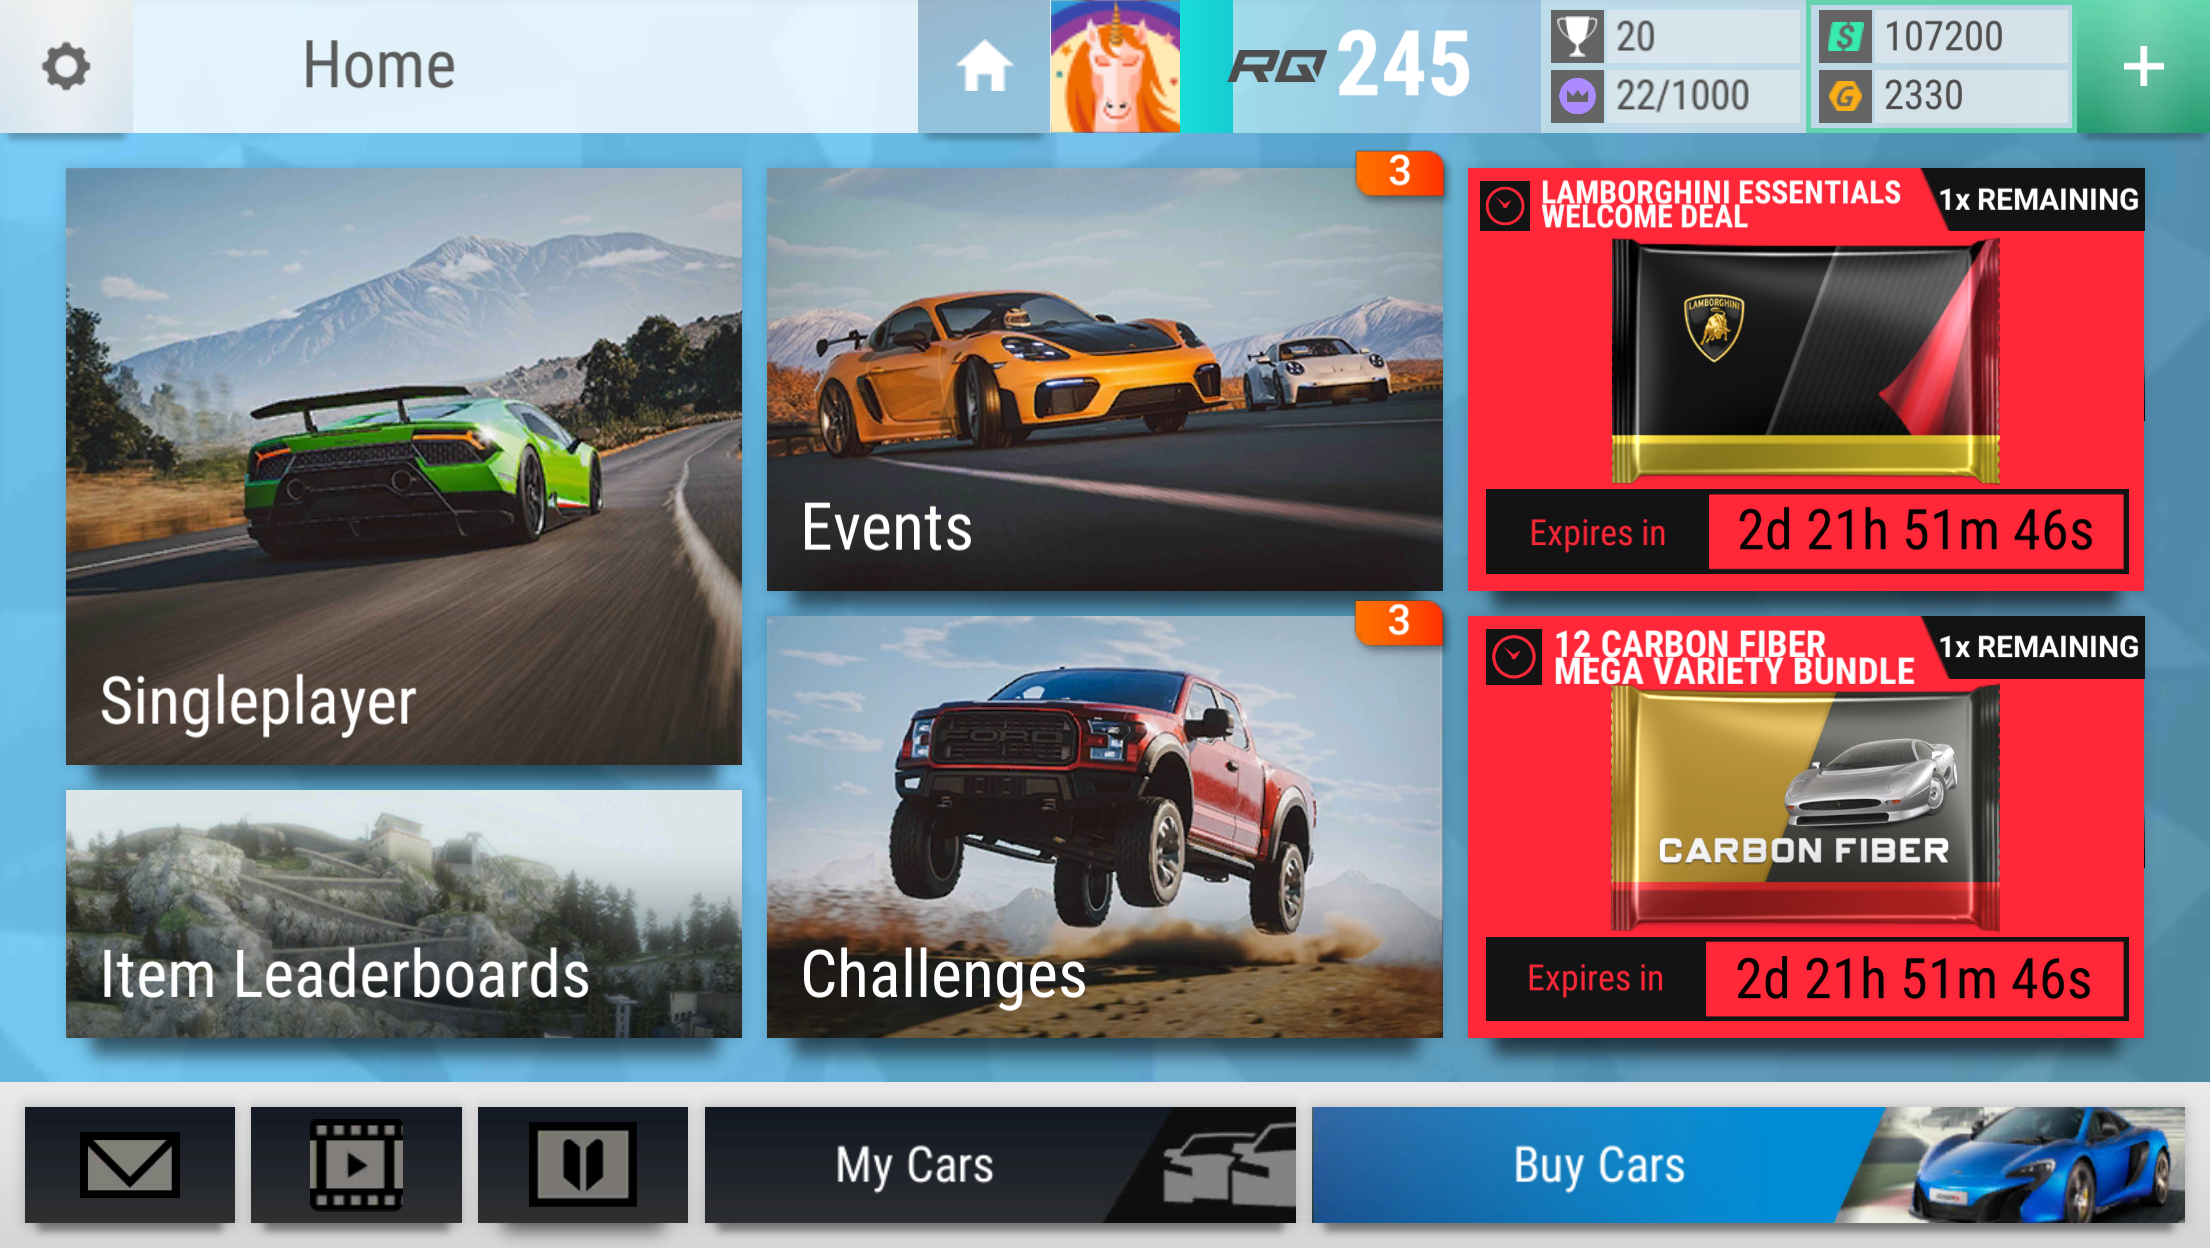 Home
RQ 245
20
22/1000
107200
2330
+
Singleplayer
Item Leaderboards
3
Events
3
FORD
Challenges
LAMBORGHINI ESSENTIALS
WELCOME DEAL
1x REMAINING
LAMBORGHINI
Expires in
2d 21h 51m 46s
12 CARBON FIBER
MEGA VARIETY BUNDLE
1x REMAINING
CARBON FIBER
Expires in
2d 21h 51m 46s
My Cars
Buy Cars